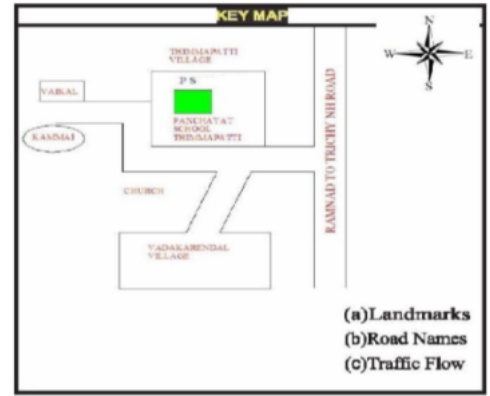 KEY MAP
N
W
E
S
THIMMAPATTI
VILLAGE
P S
VAIKAL
PANCHAYAT
SCHOOL
THIMMAPATTI
KAMMAI
RAMNAD TO TRICHY NH ROAD
CHURCH
VADAKARENDAL
VILLAGE
(a)Landmarks
(b)Road Names
(c)Traffic Flow